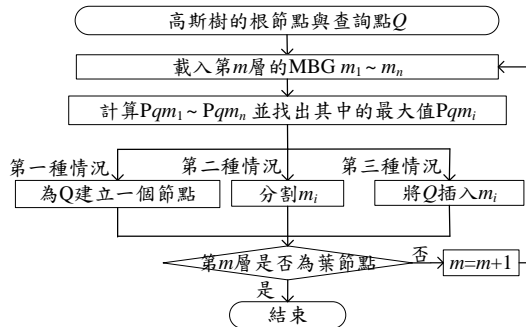 高斯樹的根節點與查詢點Q
載入第m層的MBG m₁~mₙ
計算Pqm₁~Pqmₙ 並找出其中的最大值Pqmᵢ
第一種情況 第二種情況 第三種情況
為Q建立一個節點 分割mᵢ 將Q插入mᵢ
第m層是否為葉節點 否 m=m+1
是
結束